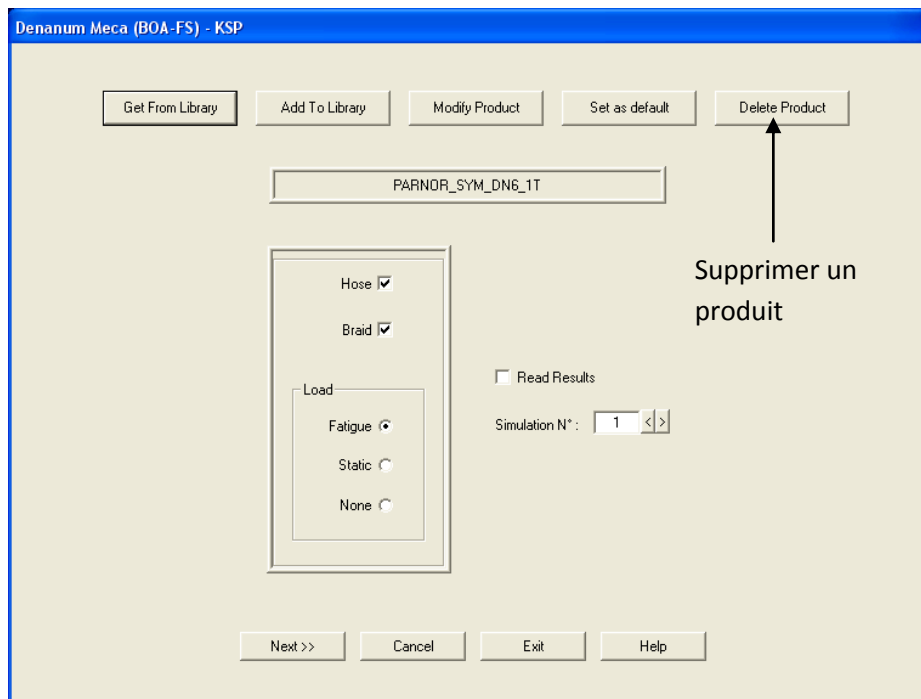 Denanum Meca (BOA-FS) - KSP
Get From Library
Add To Library
Modify Product
Set as default
Delete Product
PARNOR_SYM_DN6_1T
Supprimer un
produit
Hose
Braid
Load
Fatigue
Static
None
Read Results
Simulation N° : 1 < >
Next >>
Cancel
Exit
Help